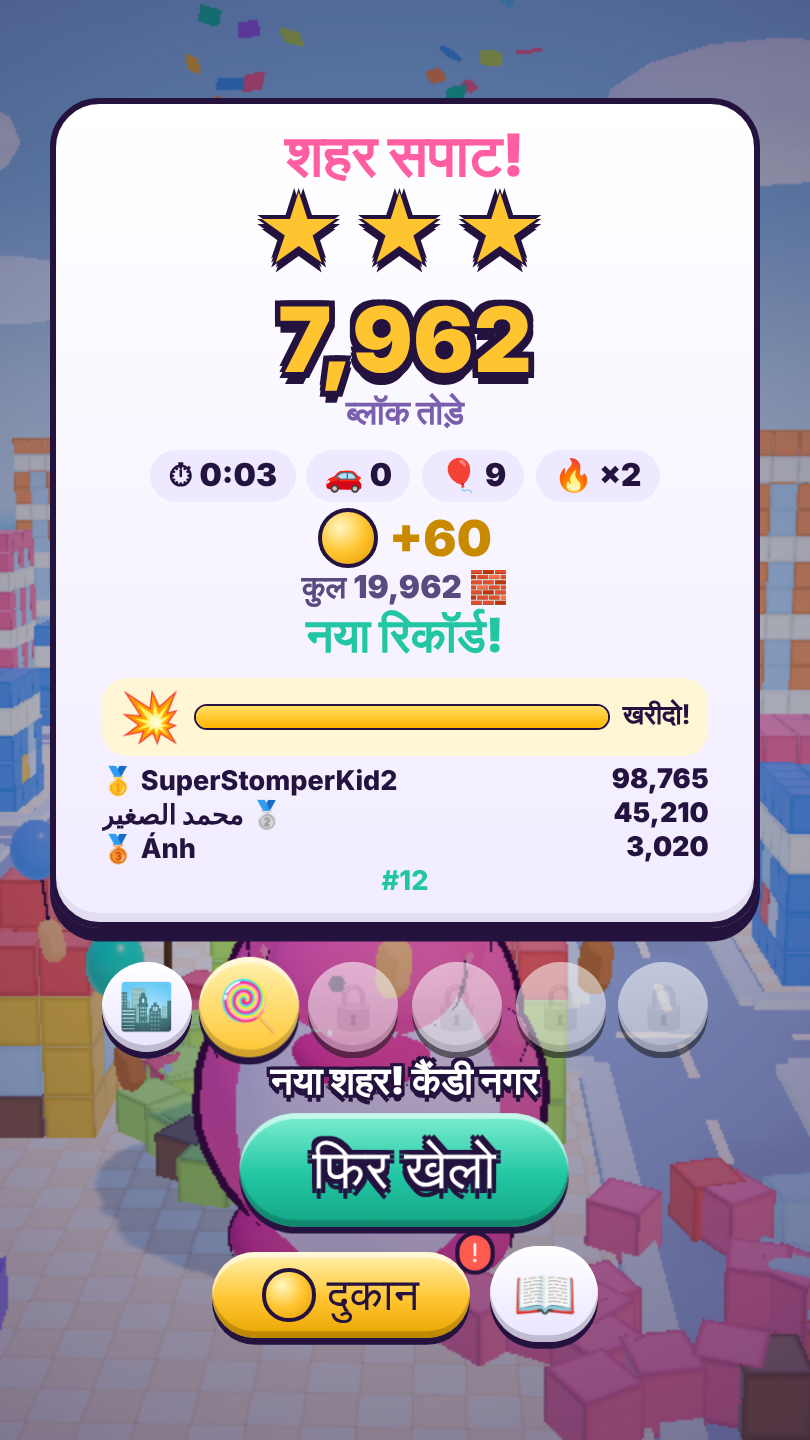 शहर सपाट!
7,962
ब्लॉक तोड़े
⏱ 0:03 🚗 0 🎈 9 🔥 ×2
+60
कुल 19,962 🧱
नया रिकॉर्ड!
💥 खरीदो!
🥇 SuperStomperKid2 98,765
🥈 محمد الصغير 45,210
🥉 Ánh 3,020
#12
नया शहर! कैंडी नगर
फिर खेलो
!
दुकान